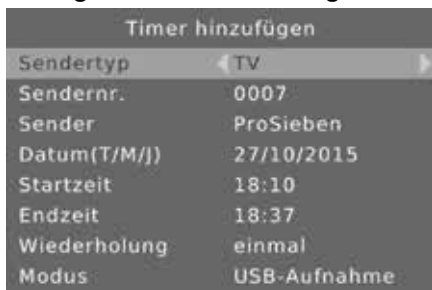 Timer hinzufügen
Sendertyp TV
Sendernr. 0007
Sender ProSieben
Datum(T/M/J) 27/10/2015
Startzeit 18:10
Endzeit 18:37
Wiederholung einmal
Modus USB-Aufnahme